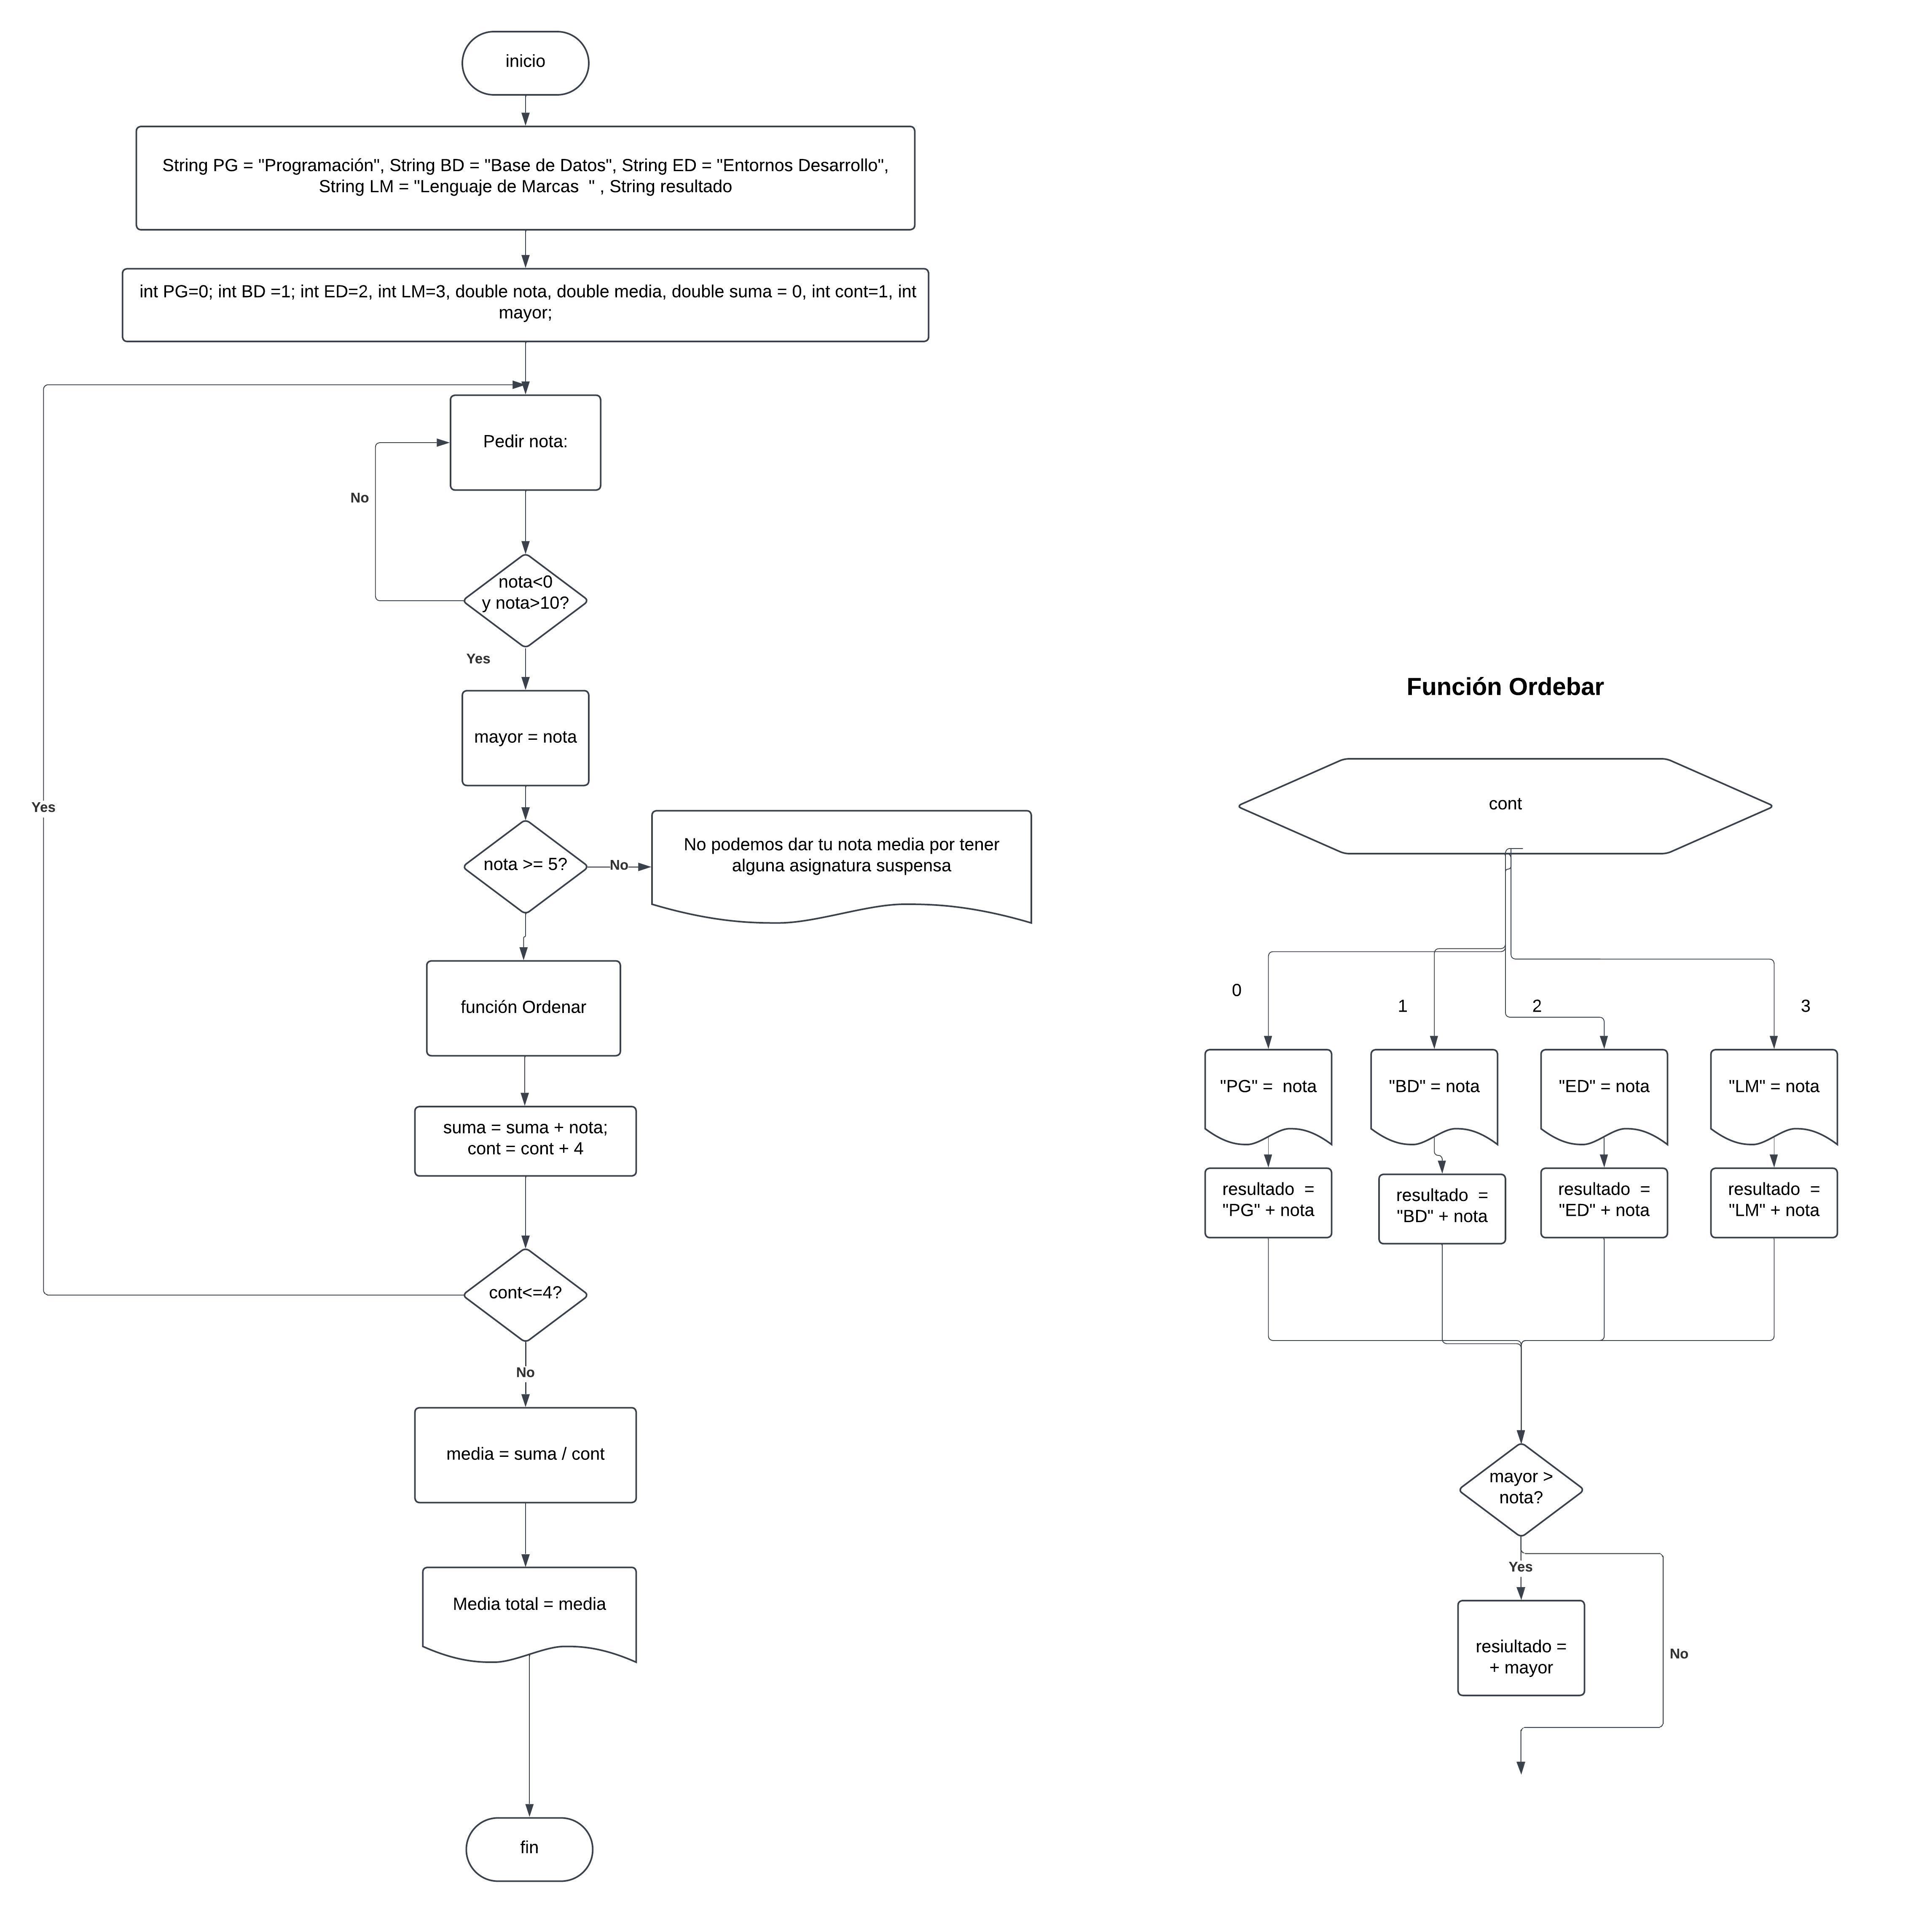 inicio
String PG = "Programación", String BD = "Base de Datos", String ED = "Entornos Desarrollo",
String LM = "Lenguaje de Marcas  " , String resultado
int PG=0; int BD =1; int ED=2, int LM=3, double nota, double media, double suma = 0, int cont=1, int
mayor;
Pedir nota:
No
nota<0
y nota>10?
Yes
mayor = nota
Yes
nota >= 5?
No
No podemos dar tu nota media por tener
alguna asignatura suspensa
función Ordenar
suma = suma + nota;
cont = cont + 4
cont<=4?
No
media = suma / cont
Media total = media
fin
Función Ordebar
cont
0
1
2
3
"PG" =  nota
"BD" = nota
"ED" = nota
"LM" = nota
resultado  =
"PG" + nota
resultado  =
"BD" + nota
resultado  =
"ED" + nota
resultado  =
"LM" + nota
mayor >
nota?
Yes
resiultado =
+ mayor
No